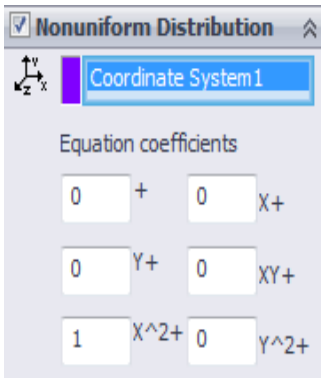 Nonuniform Distribution
Y
X
Z
Coordinate System1
Equation coefficients
0 + 0 X+
0 Y+ 0 XY+
1 X^2+ 0 Y^2+